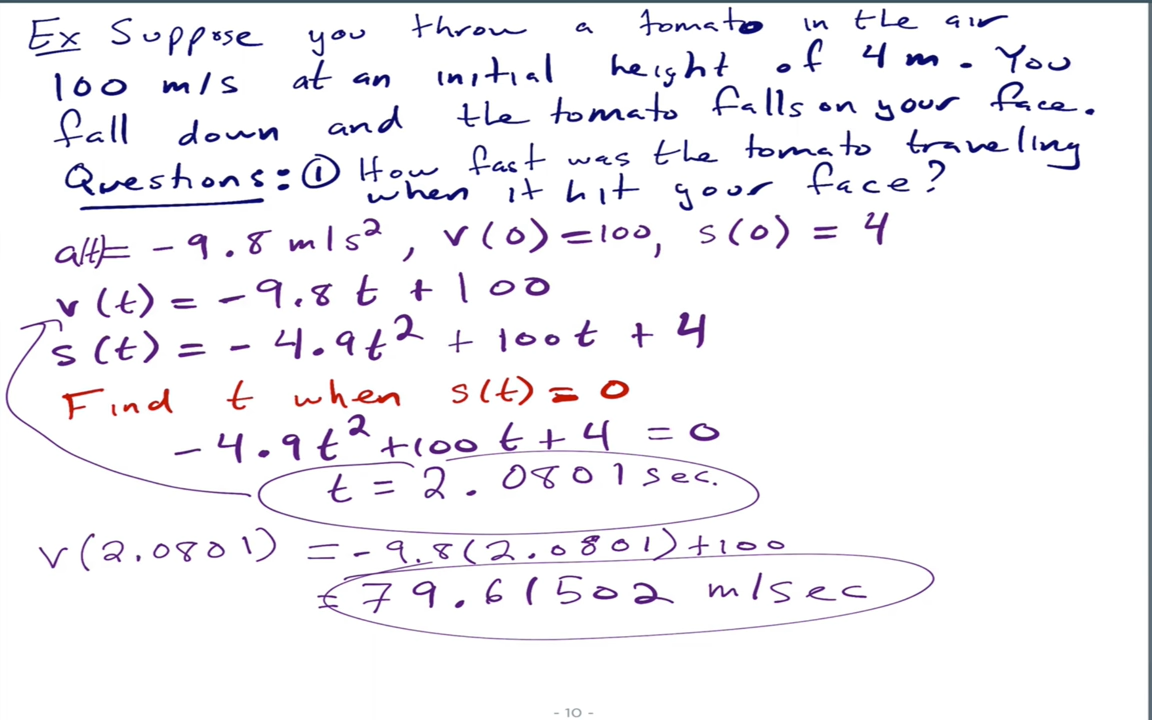 Ex Suppose you throw a tomato in the air
100 m/s at an initial height of 4 m. You
fall down and the tomato falls on your face.
Questions: ① How fast was the tomato traveling
when it hit your face?
a(t)= -9.8 m/s², v(0)=100, s(0) = 4
v(t) = -9.8t + 100
s(t) = -4.9t² + 100t + 4
Find t when s(t) = 0
-4.9t² +100t + 4 = 0
t = 2.0801 sec.
v(2.0801) = -9.8(2.0801) +100
= 79.61502 m/sec
- 10 -